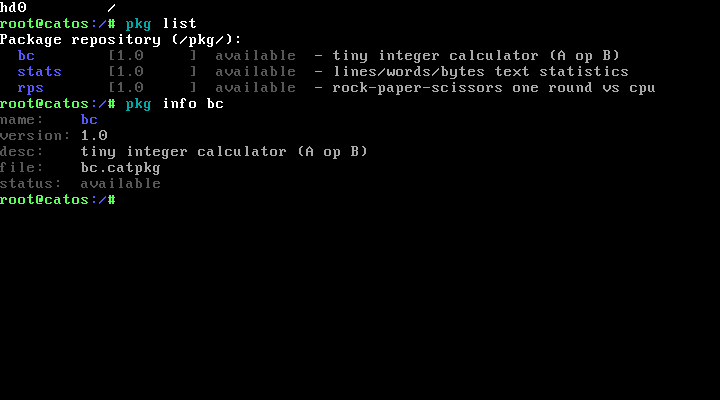 hd0         /
root@catos:/# pkg list
Package repository (/pkg/):
  bc        [1.0     ]  available  - tiny integer calculator (A op B)
  stats     [1.0     ]  available  - lines/words/bytes text statistics
  rps       [1.0     ]  available  - rock-paper-scissors one round vs cpu
root@catos:/# pkg info bc
name:    bc
version: 1.0
desc:    tiny integer calculator (A op B)
file:    bc.catpkg
status:  available
root@catos:/#